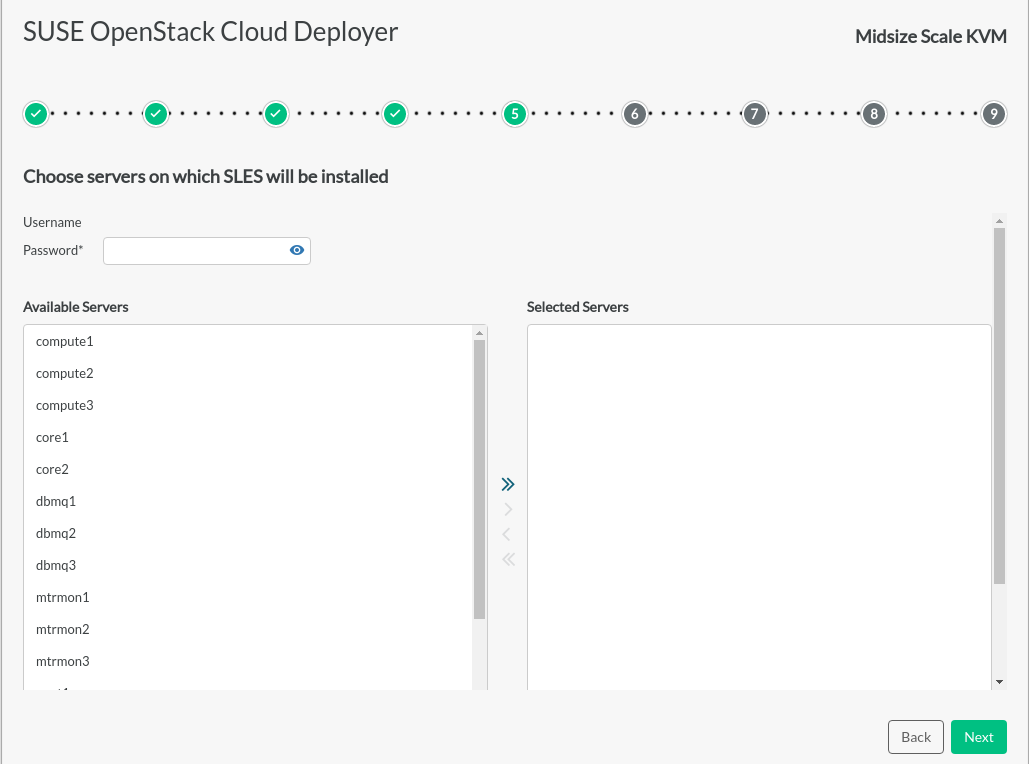 SUSE OpenStack Cloud Deployer
Midsize Scale KVM
5 6 7 8 9
Choose servers on which SLES will be installed
Username
Password*
Available Servers
compute1
compute2
compute3
core1
core2
dbmq1
dbmq2
dbmq3
mtrmon1
mtrmon2
mtrmon3
Selected Servers
Back Next